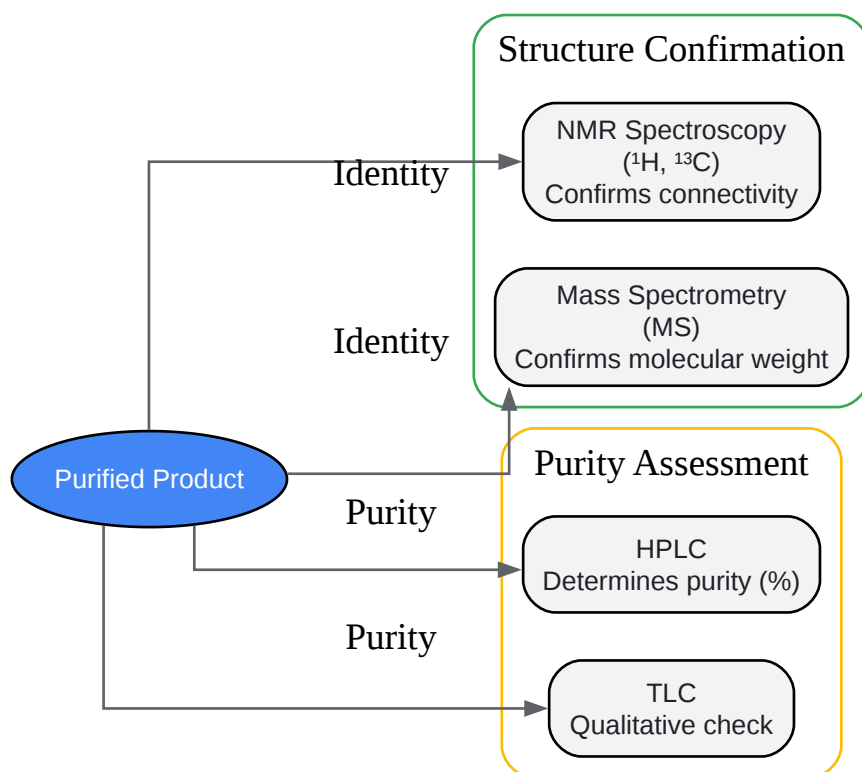 Structure Confirmation
NMR Spectroscopy
(¹H, ¹³C)
Confirms connectivity
Identity
Mass Spectrometry
(MS)
Confirms molecular weight
Identity
Purified Product
Purity Assessment
Purity
HPLC
Determines purity (%)
Purity
TLC
Qualitative check